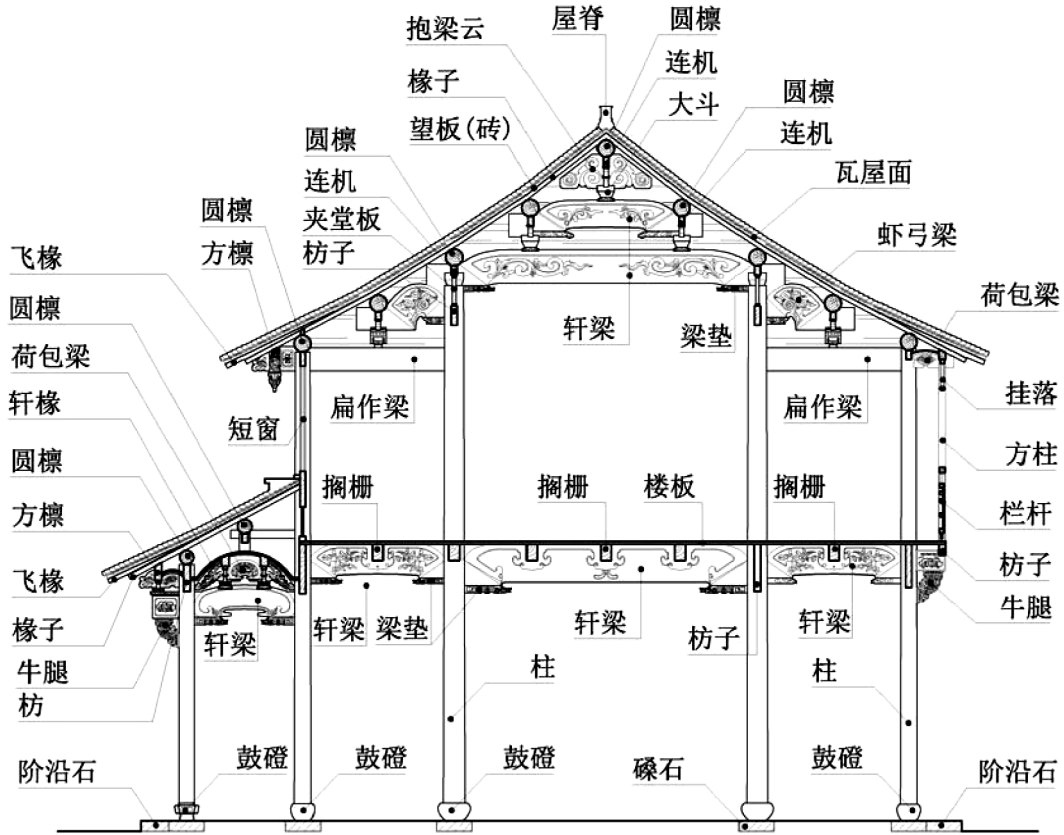 屋脊
圆檩
抱梁云
连机
椽子
大斗
圆檩
望板(砖)
连机
圆檩
连机
瓦屋面
圆檩
夹堂板
虾弓梁
方檩
枋子
飞椽
荷包梁
圆檩
轩梁
梁垫
荷包梁
挂落
轩椽
短窗
扁作梁
扁作梁
方柱
圆檩
搁栅
搁栅
楼板
搁栅
栏杆
方檩
枋子
飞椽
牛腿
椽子
轩梁
轩梁
梁垫
轩梁
枋子
轩梁
牛腿
柱
柱
枋
阶沿石
鼓磴
鼓磴
鼓磴
磉石
鼓磴
阶沿石